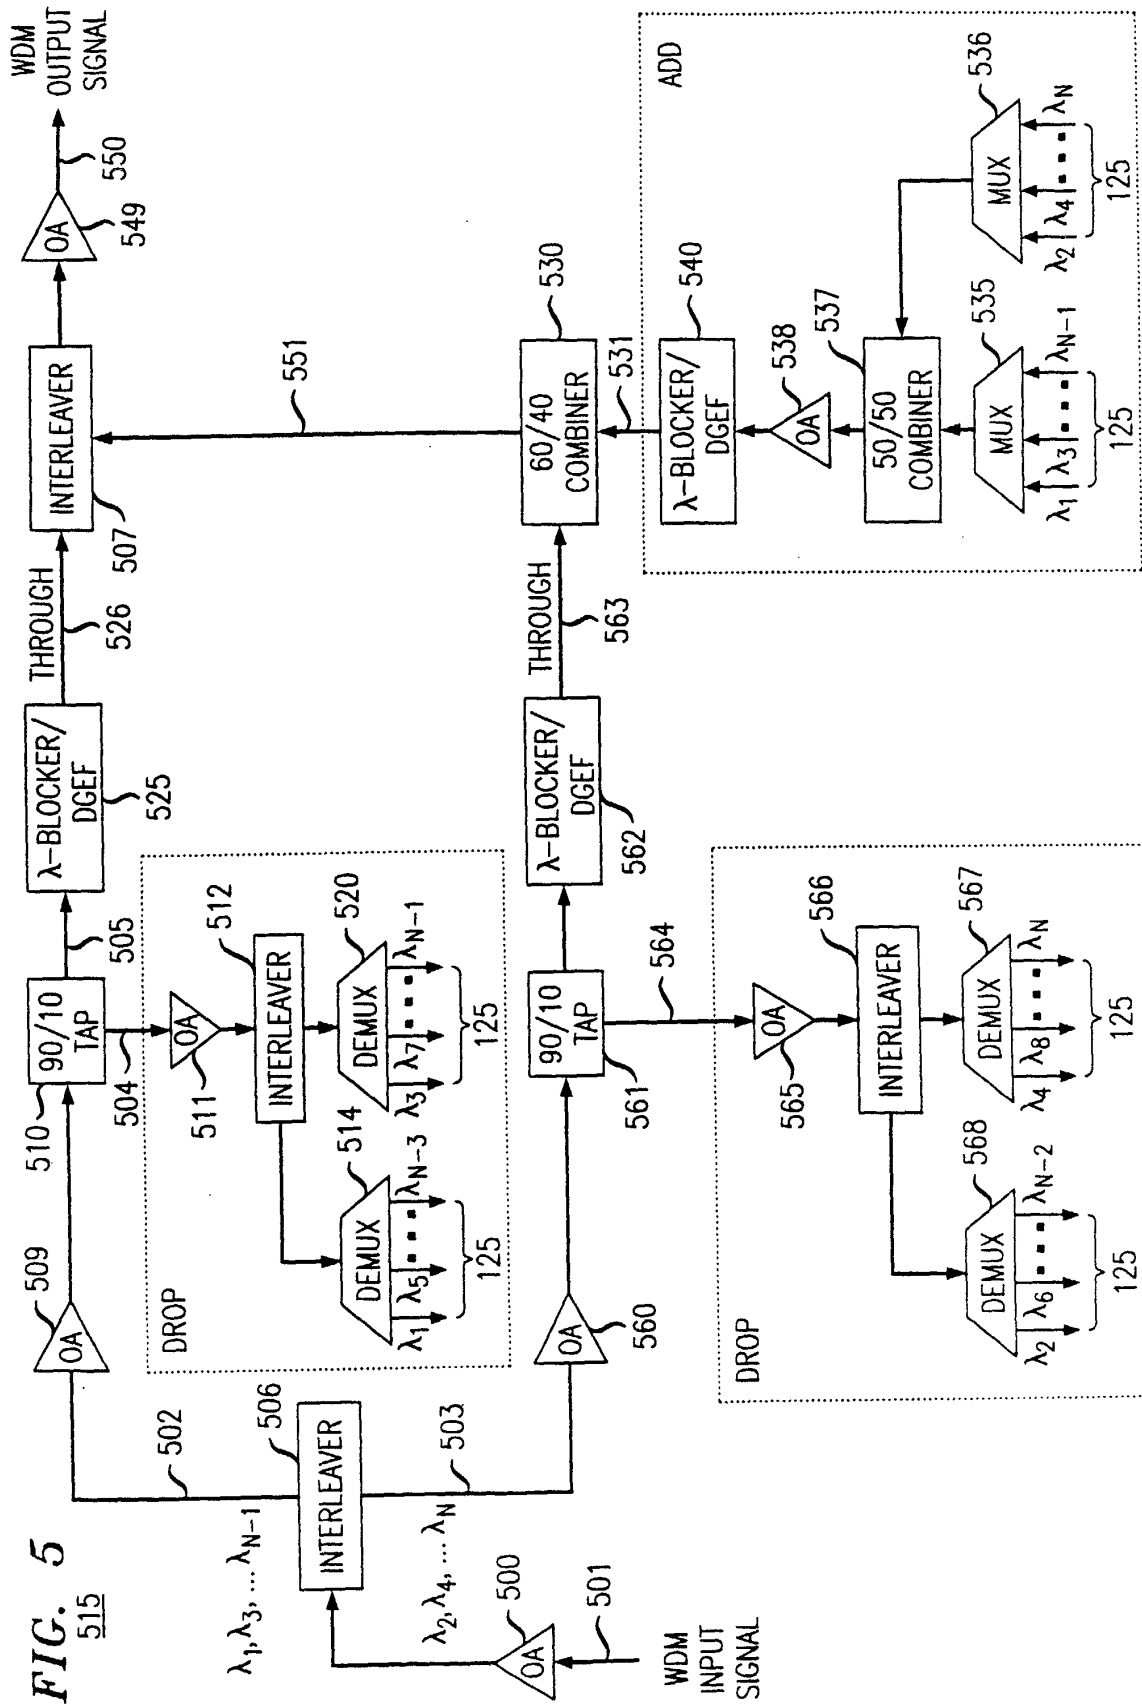 FIG. 5
515
WDM
INPUT
SIGNAL
501
OA
500
λ1,λ3,... λN-1
λ2,λ4,... λN
INTERLEAVER
506
502
503
OA
509
510
90/10
TAP
504
505
λ-BLOCKER/
DGEF
525
THROUGH
526
INTERLEAVER
507
OA
549
550
WDM
OUTPUT
SIGNAL
DROP
OA
511
INTERLEAVER
512
DEMUX
514
λ1 λ5 λN-3
125
DEMUX
520
λ3 λ7 λN-1
125
OA
560
90/10
TAP
561
564
λ-BLOCKER/
DGEF
562
THROUGH
563
60/40
COMBINER
530
551
531
DROP
OA
565
INTERLEAVER
566
DEMUX
568
λ2 λ6 λN-2
125
DEMUX
567
λ4 λ8 λN
125
ADD
λ-BLOCKER/
DGEF
540
OA
538
50/50
COMBINER
537
MUX
535
λ1 λ3 λN-1
125
MUX
536
λ2 λ4 λN
125